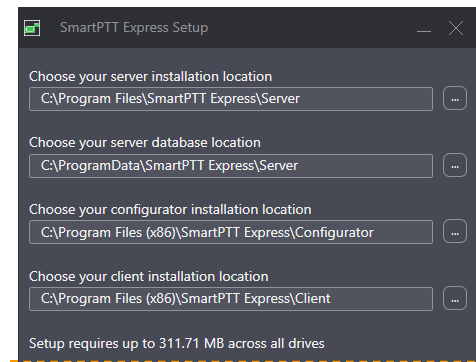 SmartPTT Express Setup
Choose your server installation location
C:\Program Files\SmartPTT Express\Server
...
Choose your server database location
C:\ProgramData\SmartPTT Express\Server
...
Choose your configurator installation location
C:\Program Files (x86)\SmartPTT Express\Configurator
...
Choose your client installation location
C:\Program Files (x86)\SmartPTT Express\Client
...
Setup requires up to 311.71 MB across all drives